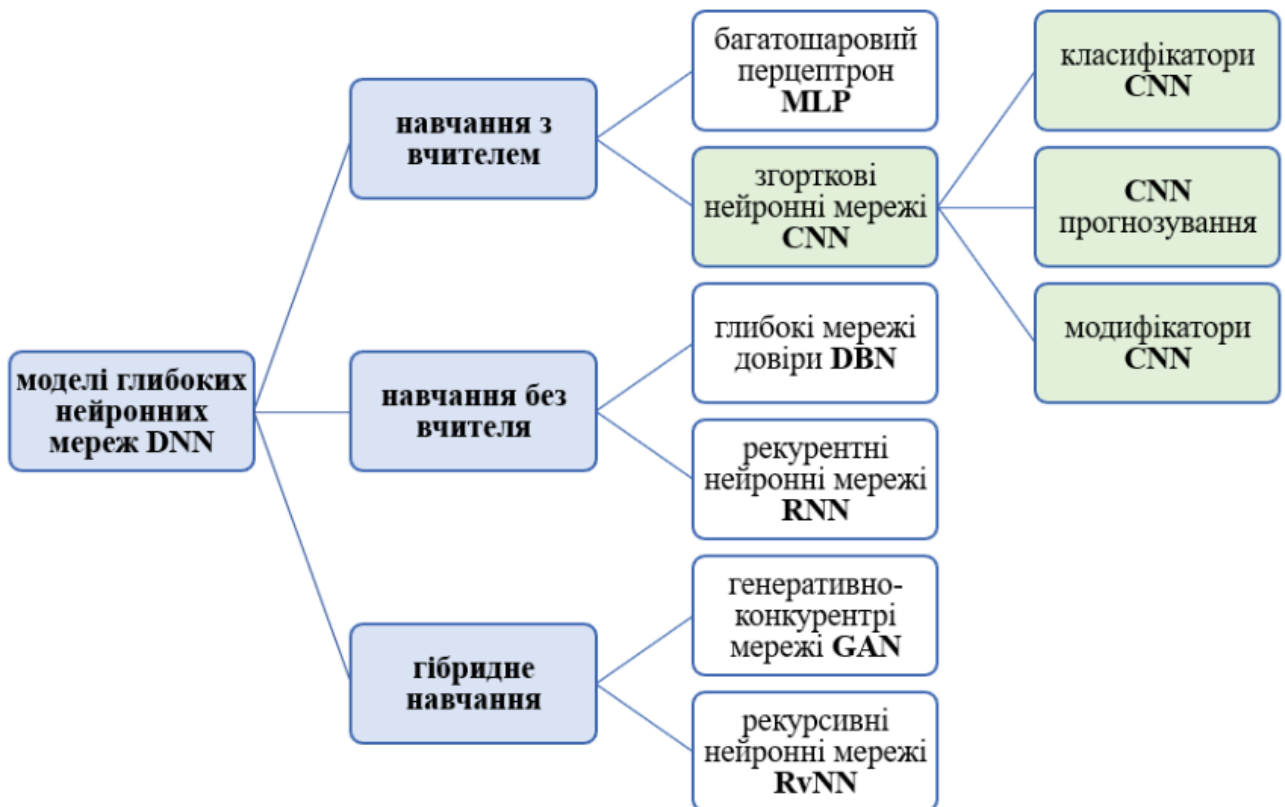 моделі глибоких
нейронних
мереж DNN
навчання з
вчителем
навчання без
вчителя
гібридне
навчання
багатошаровий
перцептрон
MLP
згорткові
нейронні мережі
CNN
глибокі мережі
довіри DBN
рекурентні
нейронні мережі
RNN
генеративно-
конкурентрі
мережі GAN
рекурсивні
нейронні мережі
RvNN
класифікатори
CNN
CNN
прогнозування
модифікатори
CNN